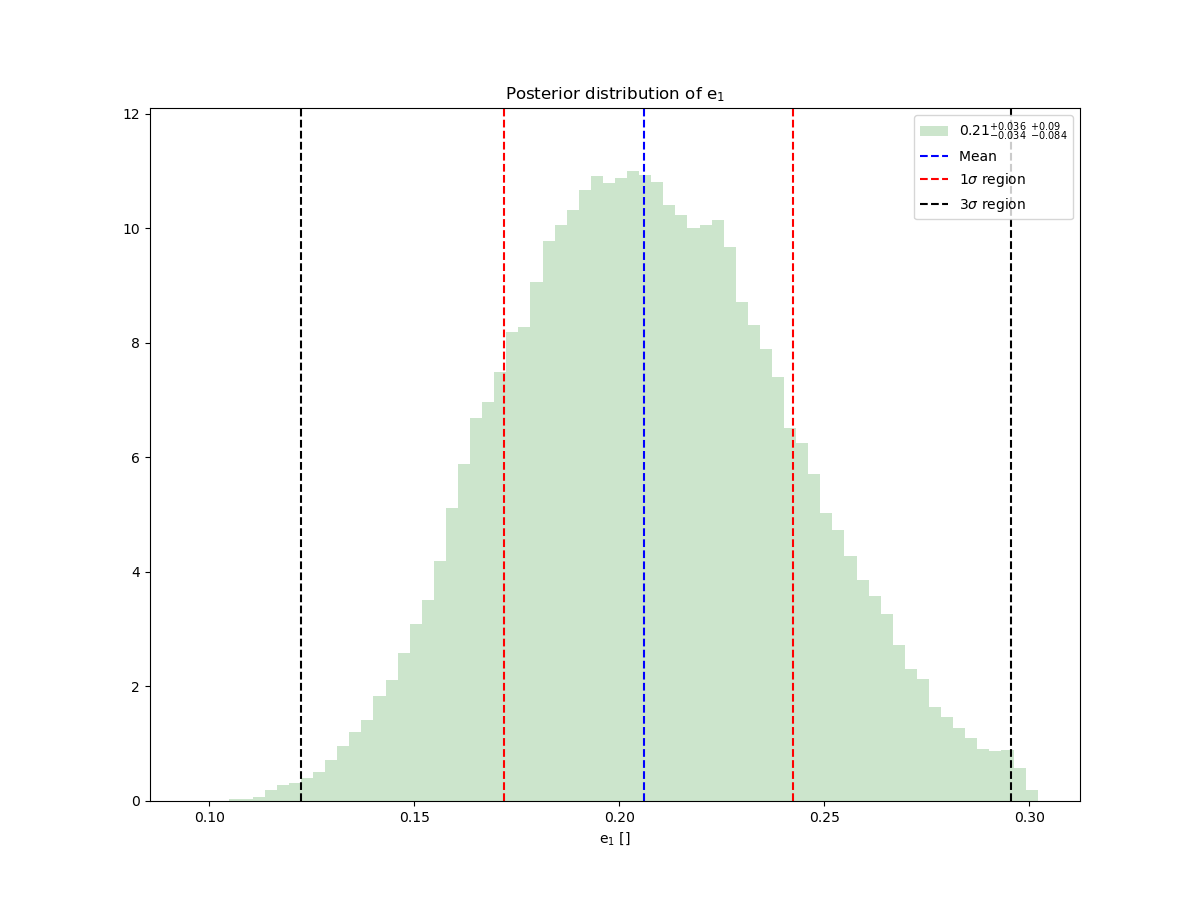 Posterior distribution of e₁
12
10
8
6
4
2
0
0.10 0.15 0.20 0.25 0.30
e₁ []
0.21 +0.036 −0.034 +0.09 −0.084
Mean
1σ region
3σ region